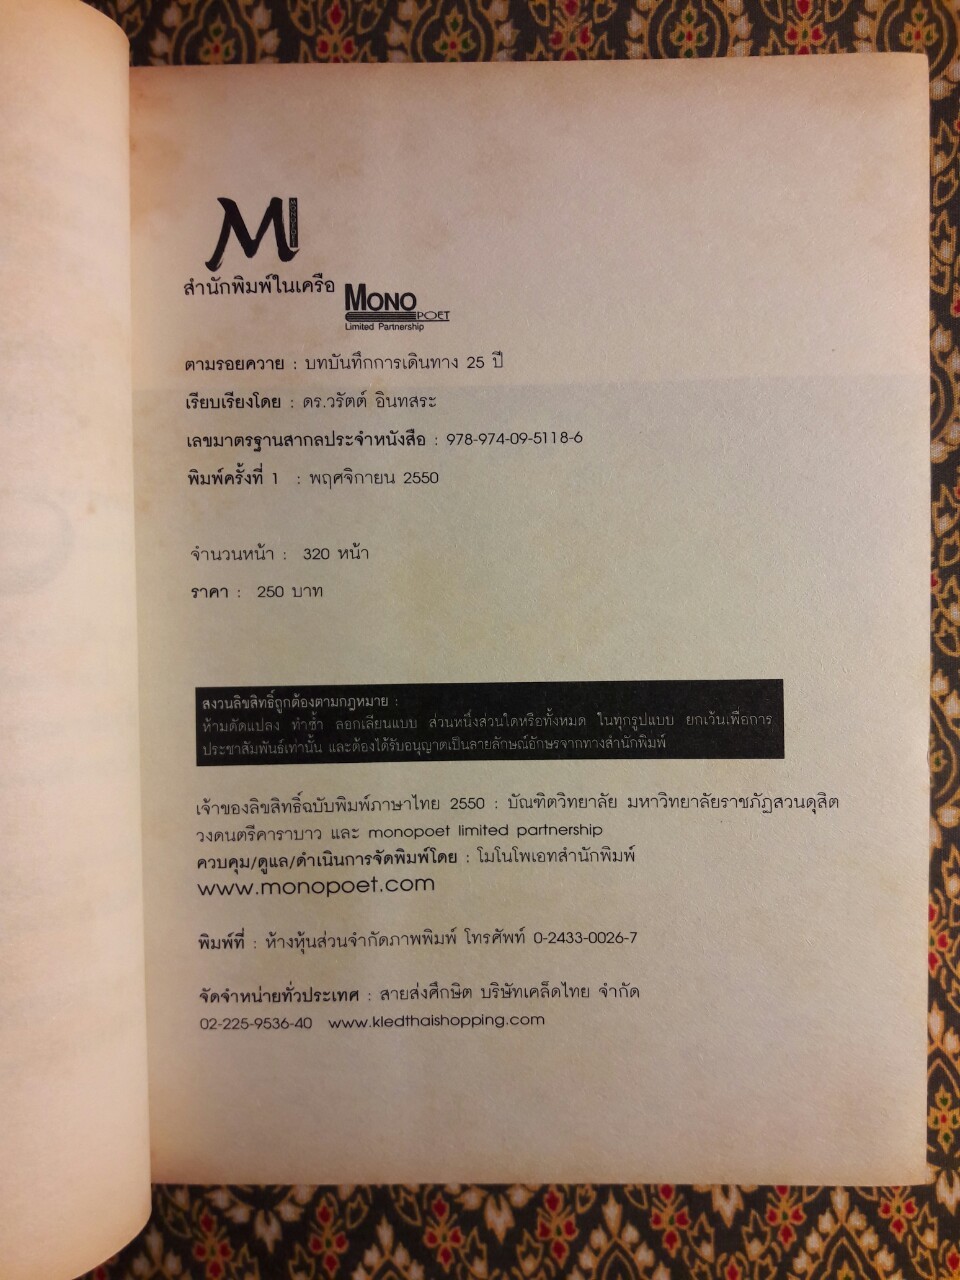 MI
MONOPOET
สำนักพิมพ์ในเครือ
MONO
POET
Limited Partnership
ตามรอยควาย : บทบันทึกการเดินทาง 25 ปี
เรียบเรียงโดย : ดร.วรัตต์ อินทสระ
เลขมาตรฐานสากลประจำหนังสือ : 978-974-09-5118-6
พิมพ์ครั้งที่ 1 : พฤศจิกายน 2550
จำนวนหน้า : 320 หน้า
ราคา : 250 บาท
สงวนลิขสิทธิ์ถูกต้องตามกฎหมาย :
ห้ามดัดแปลง ทำซ้ำ ลอกเลียนแบบ ส่วนหนึ่งส่วนใดหรือทั้งหมด ในทุกรูปแบบ ยกเว้นเพื่อการ
ประชาสัมพันธ์เท่านั้น และต้องได้รับอนุญาตเป็นลายลักษณ์อักษรจากทางสำนักพิมพ์
เจ้าของลิขสิทธิ์ฉบับพิมพ์ภาษาไทย 2550 : บัณฑิตวิทยาลัย มหาวิทยาลัยราชภัฏสวนดุสิต
วงดนตรีคาราบาว และ monopoet limited partnership
ควบคุม/ดูแล/ดำเนินการจัดพิมพ์โดย : โมโนโพเอทสำนักพิมพ์
www.monopoet.com
พิมพ์ที่ : ห้างหุ้นส่วนจำกัดภาพพิมพ์ โทรศัพท์ 0-2433-0026-7
จัดจำหน่ายทั่วประเทศ : สายส่งศึกษิต บริษัทเคล็ดไทย จำกัด
02-225-9536-40 www.kledthaishopping.com